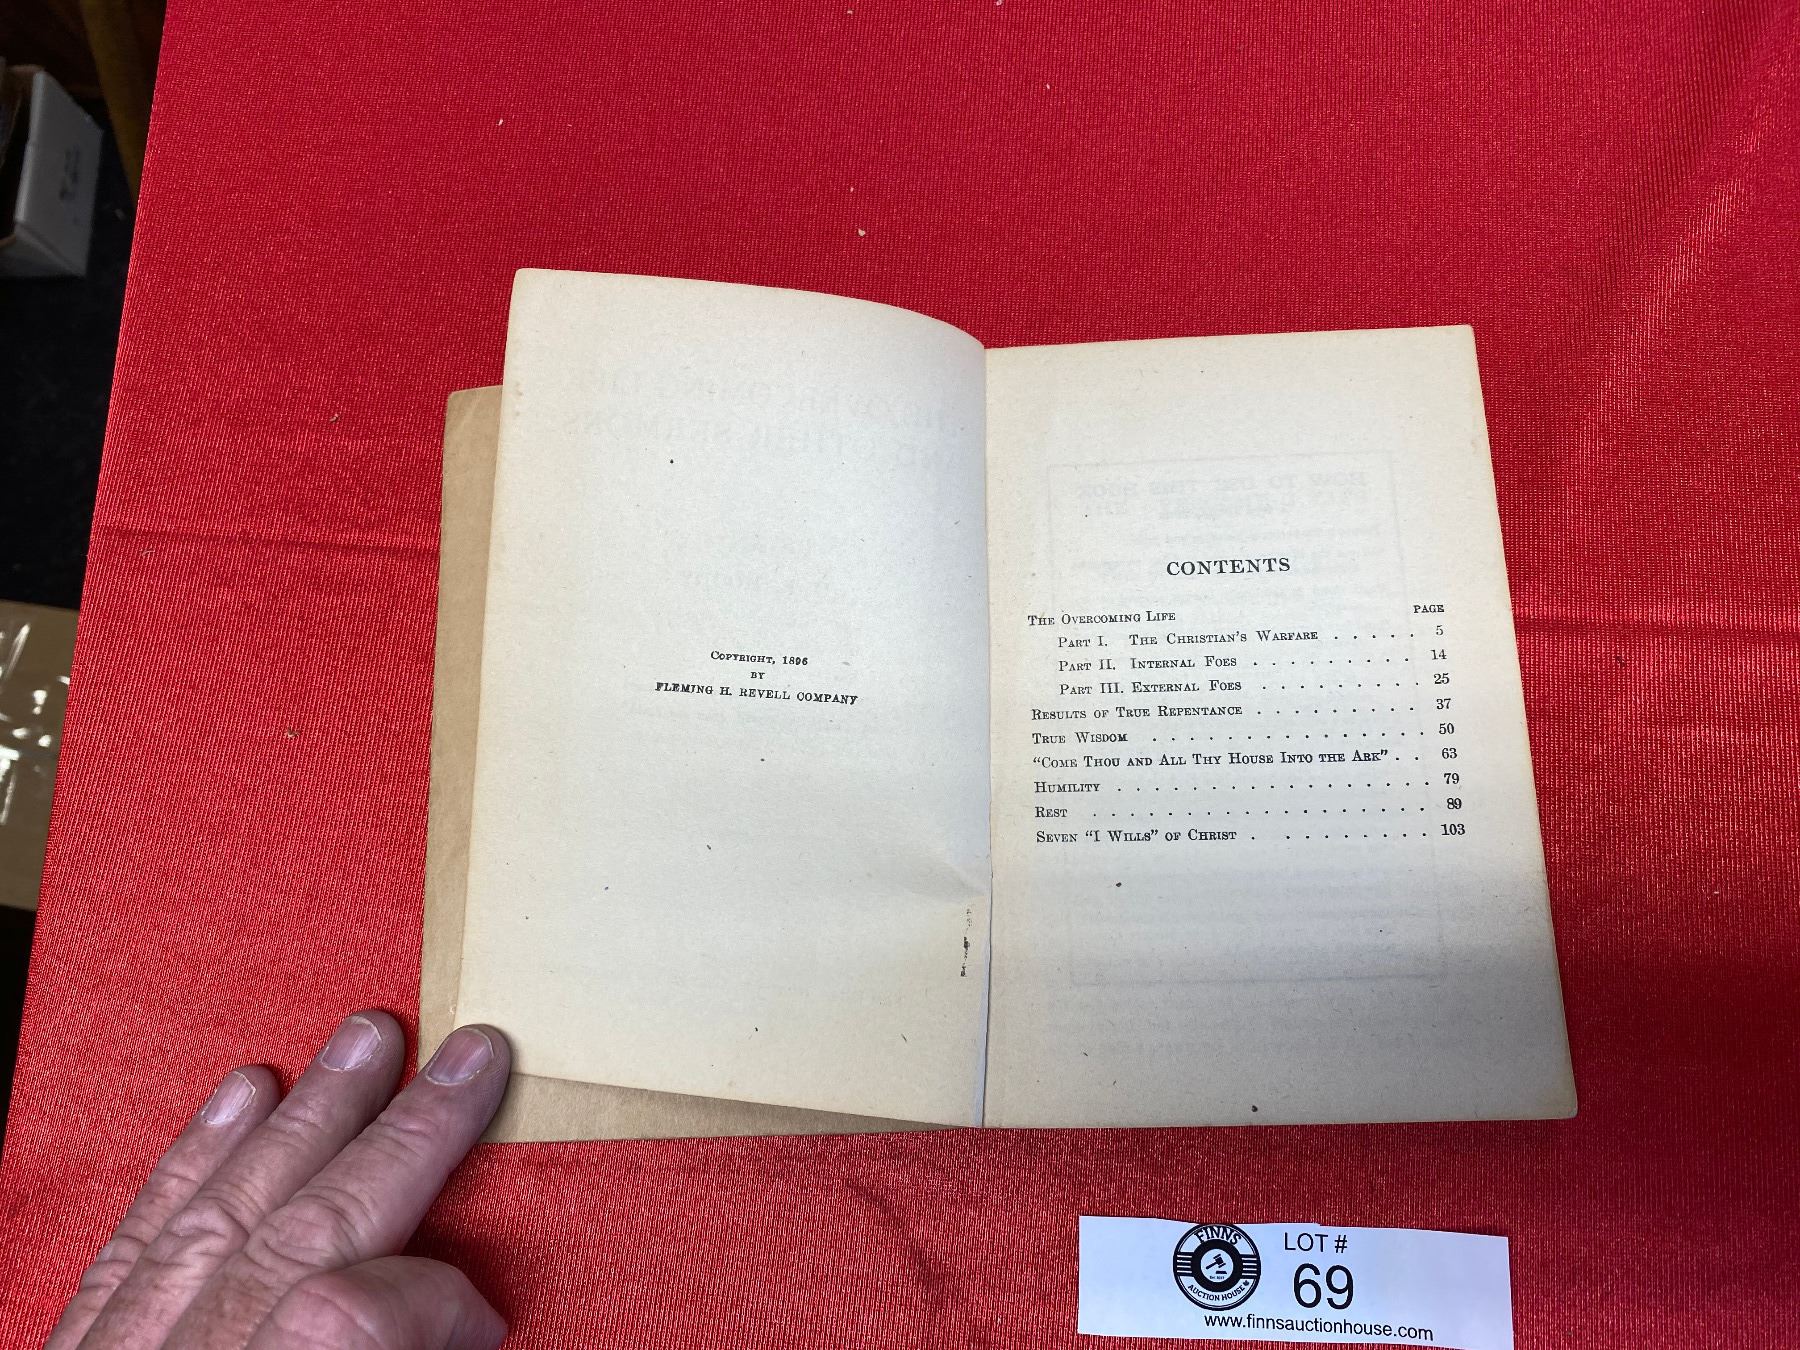 Copyright, 1896
BY
FLEMING H. REVELL COMPANY
CONTENTS
The Overcoming Life PAGE
Part I. The Christian's Warfare . . . . . 5
Part II. Internal Foes . . . . . . . . . 14
Part III. External Foes . . . . . . . . . 25
Results of True Repentance . . . . . . . . . 37
True Wisdom . . . . . . . . . . . . . . . 50
"Come Thou and All Thy House Into the Ark" . . 63
Humility . . . . . . . . . . . . . . . . . 79
Rest . . . . . . . . . . . . . . . . . . 89
Seven "I Wills" of Christ . . . . . . . . . 103
FINNS
AUCTION HOUSE
LOT #
69
www.finnsauctionhouse.com